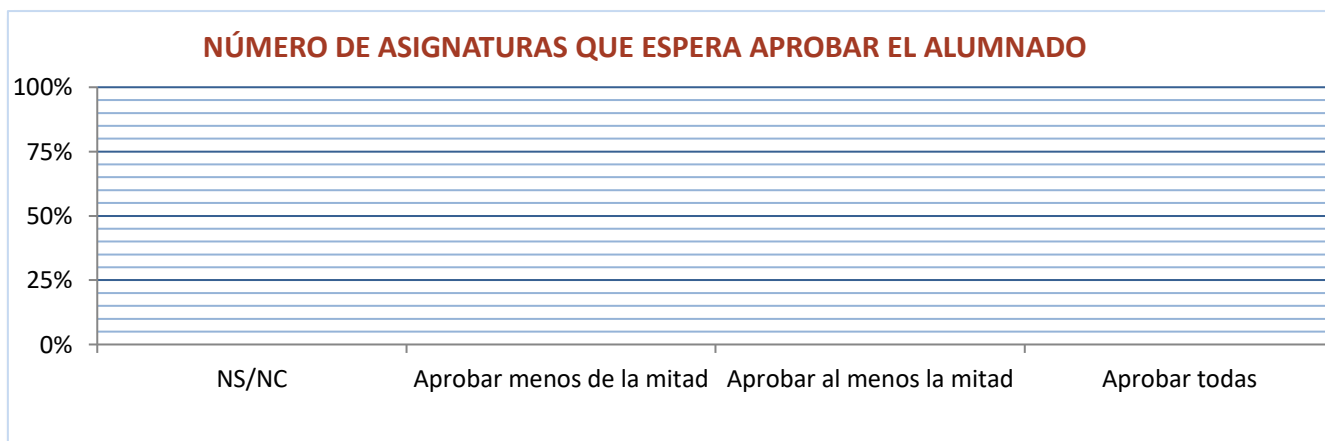 NÚMERO DE ASIGNATURAS QUE ESPERA APROBAR EL ALUMNADO
100%
75%
50%
25%
0%
NS/NC Aprobar menos de la mitad Aprobar al menos la mitad Aprobar todas